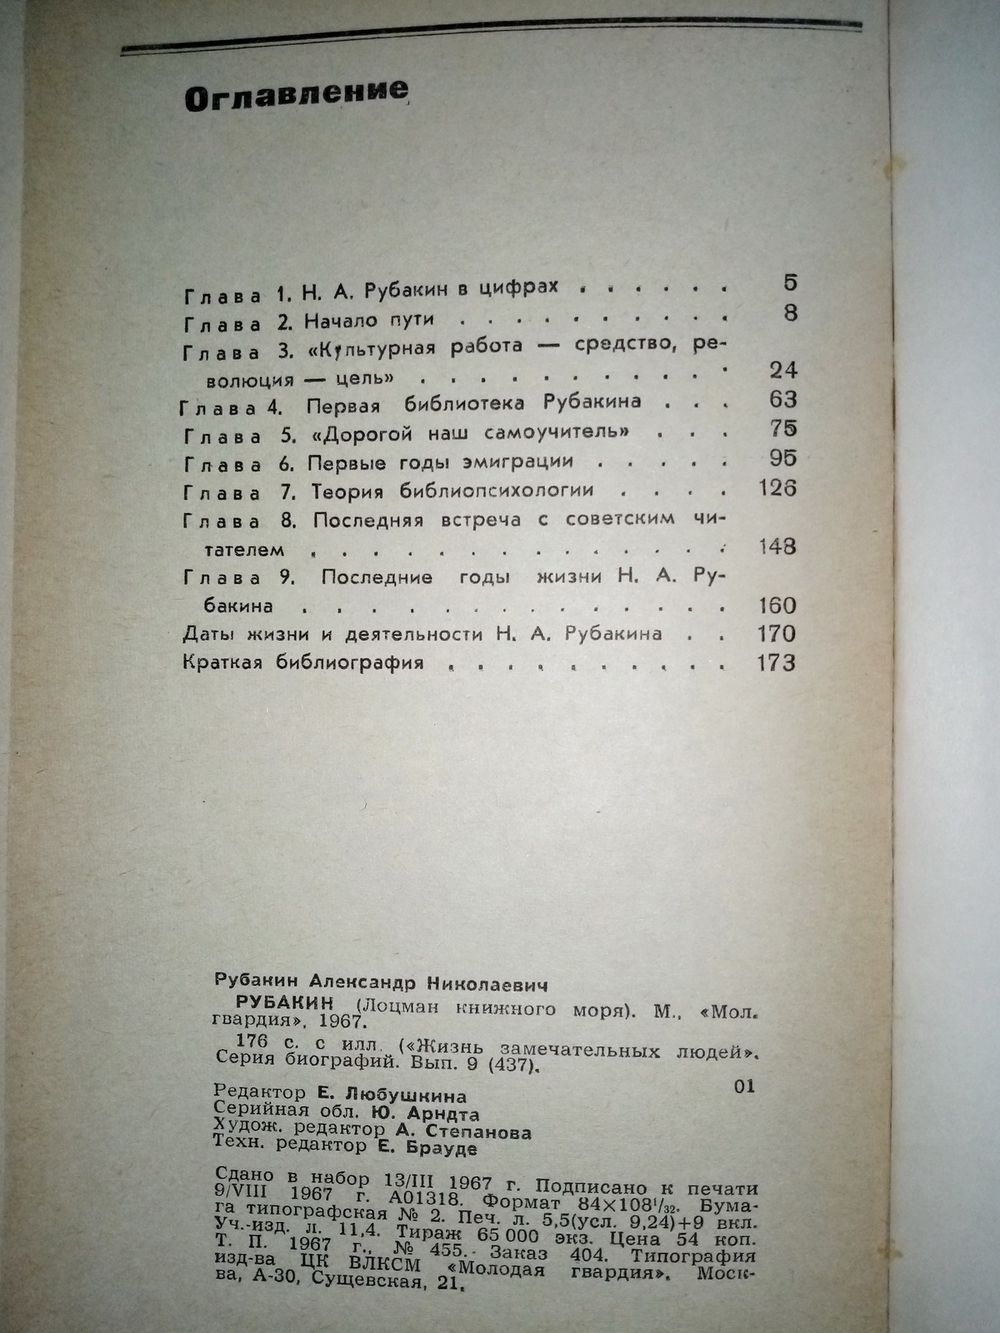 Оглавление
Глава 1. Н. А. Рубакин в цифрах . . . . . . 5
Глава 2. Начало пути . . . . . . . . . . 8
Глава 3. «Культурная работа — средство, ре-
волюция — цель» . . . . . . . . . . . 24
Глава 4. Первая библиотека Рубакина . . . 63
Глава 5. «Дорогой наш самоучитель» . . . 75
Глава 6. Первые годы эмиграции . . . . . 95
Глава 7. Теория библиопсихологии . . . . 126
Глава 8. Последняя встреча с советским чи-
тателем . . . . . . . . . . . . . . 148
Глава 9. Последние годы жизни Н. А. Ру-
бакина . . . . . . . . . . . . . 160
Даты жизни и деятельности Н. А. Рубакина . . 170
Краткая библиография . . . . . . . . . . 173
Рубакин Александр Николаевич
РУБАКИН (Лоцман книжного моря). М., «Мол.
гвардия», 1967.
176 с. с илл. («Жизнь замечательных людей».
Серия биографий. Вып. 9 (437).
01
Редактор Е. Любушкина
Серийная обл. Ю. Арндта
Худож. редактор А. Степанова
Техн. редактор Е. Брауде
Сдано в набор 13/III 1967 г. Подписано к печати
9/VIII 1967 г. А01318. Формат 84×108¹/₃₂. Бума-
га типографская № 2. Печ. л. 5,5(усл. 9,24)+9 вкл.
Уч.-изд. л. 11,4. Тираж 65 000 экз. Цена 54 коп.
Т. П. 1967 г., № 455. Заказ 404. Типография
изд-ва ЦК ВЛКСМ «Молодая гвардия». Моск-
ва, А-30, Сущевская, 21.